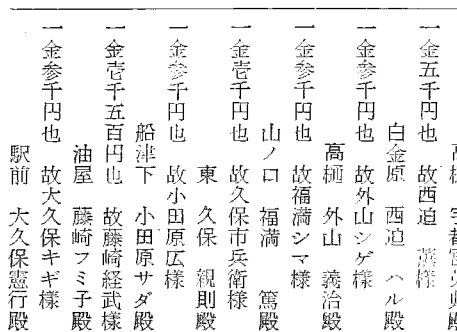 高樋
一金五千円也 故西迫 様
白金原 西迫 ハル殿
一金参千円也 故外山シゲ様
高樋 外山 義治殿
一金参千円也 故福満シマ様
山ノ口 福満 篤殿
一金壱千円也 故久保市兵衛様
東 久保 親則殿
一金参千円也 故小田原広様
船津下 小田原サダ殿
一金壱千五百円也 故藤崎経武様
油屋 藤崎フミ子殿
一金参千円也 故大久保キギ様
駅前 大久保憲行殿